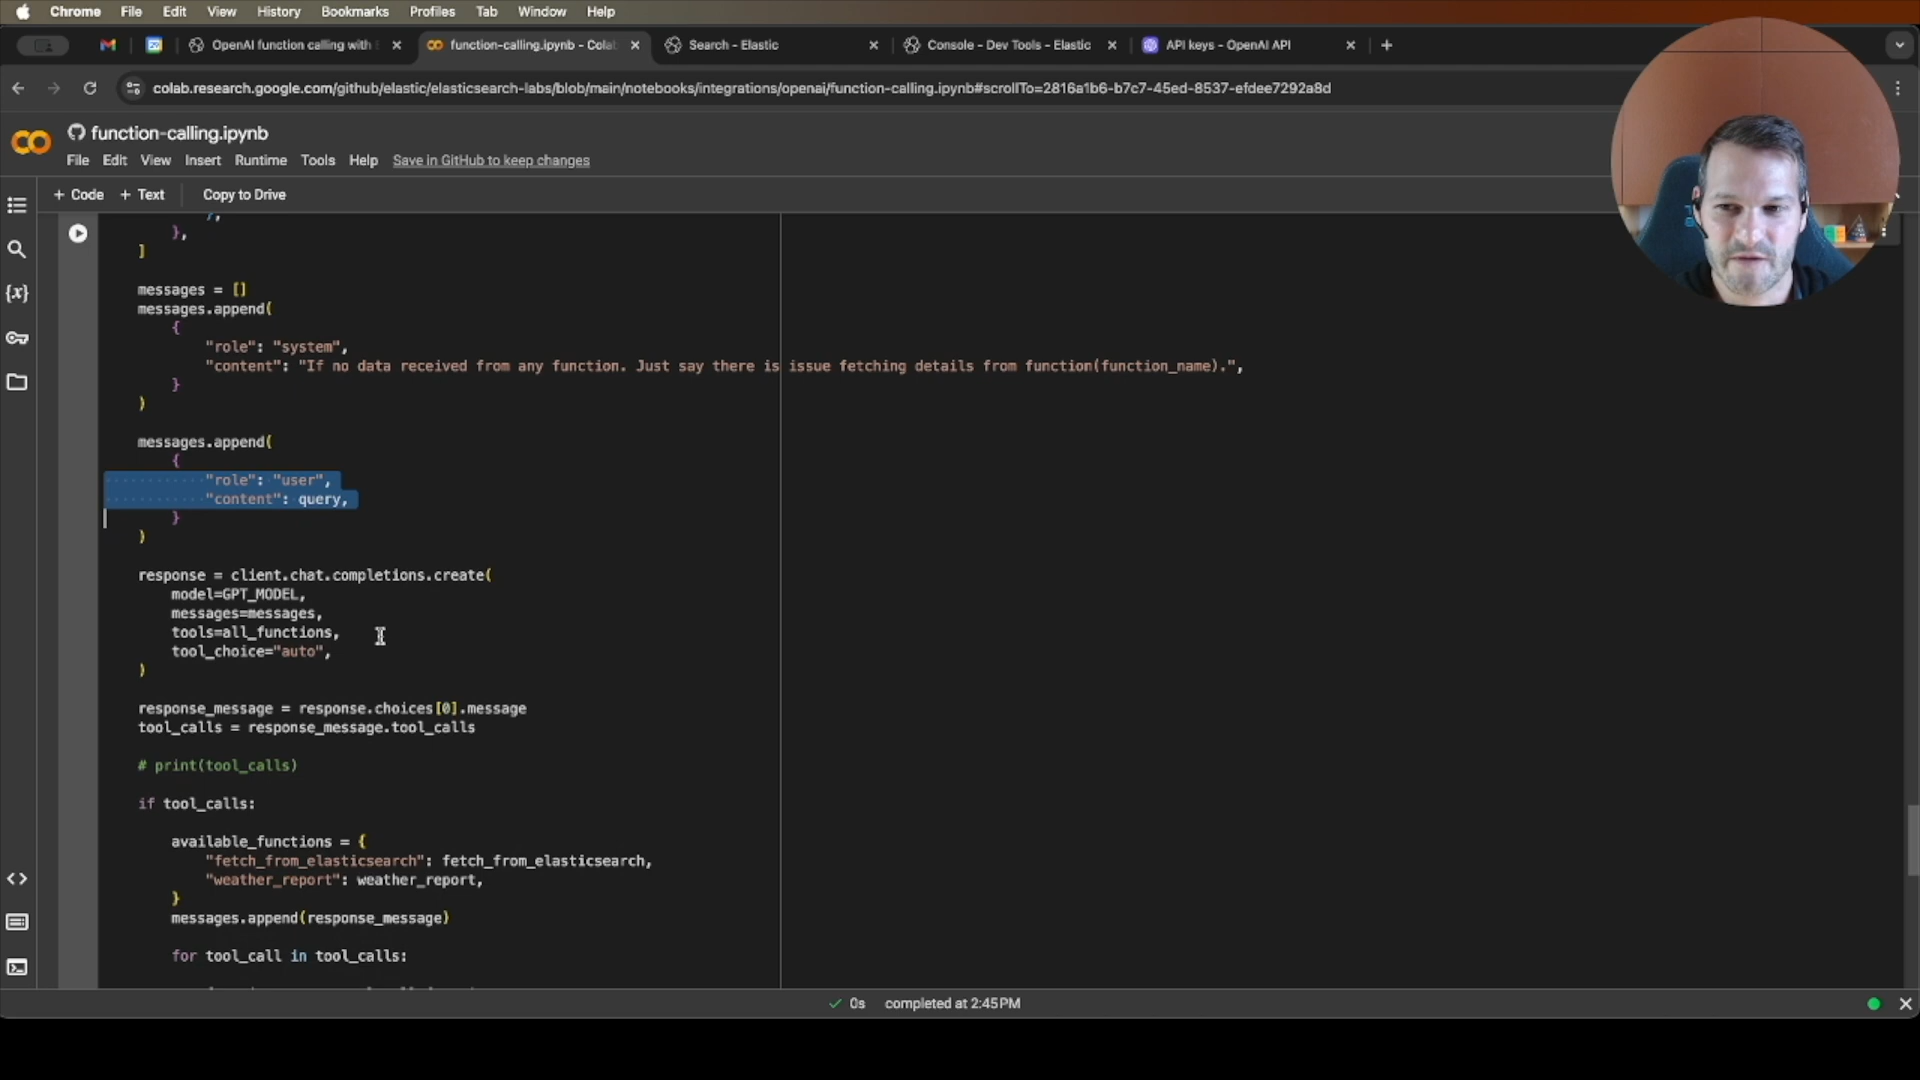 Chrome File Edit View History Bookmarks Profiles Tab Window Help
OpenAI function calling with
function-calling.ipynb - Colab
Search - Elastic
Console - Dev Tools - Elastic
API keys - OpenAI API
colab.research.google.com/github/elastic/elasticsearch-labs/blob/main/notebooks/integrations/openai/function-calling.ipynb#scrollTo=2816a1b6-b7c7-45ed-8537-efdee7292a8d
function-calling.ipynb
File Edit View Insert Runtime Tools Help Save in GitHub to keep changes
+ Code + Text Copy to Drive
},
},
]
messages = []
messages.append(
{
"role": "system",
"content": "If no data received from any function. Just say there is issue fetching details from function(function_name).",
}
)
messages.append(
{
"role": "user",
"content": query,
}
)
response = client.chat.completions.create(
model=GPT_MODEL,
messages=messages,
tools=all_functions,
tool_choice="auto",
)
response_message = response.choices[0].message
tool_calls = response_message.tool_calls
# print(tool_calls)
if tool_calls:
available_functions = {
"fetch_from_elasticsearch": fetch_from_elasticsearch,
"weather_report": weather_report,
}
messages.append(response_message)
for tool_call in tool_calls:
0s completed at 2:45 PM